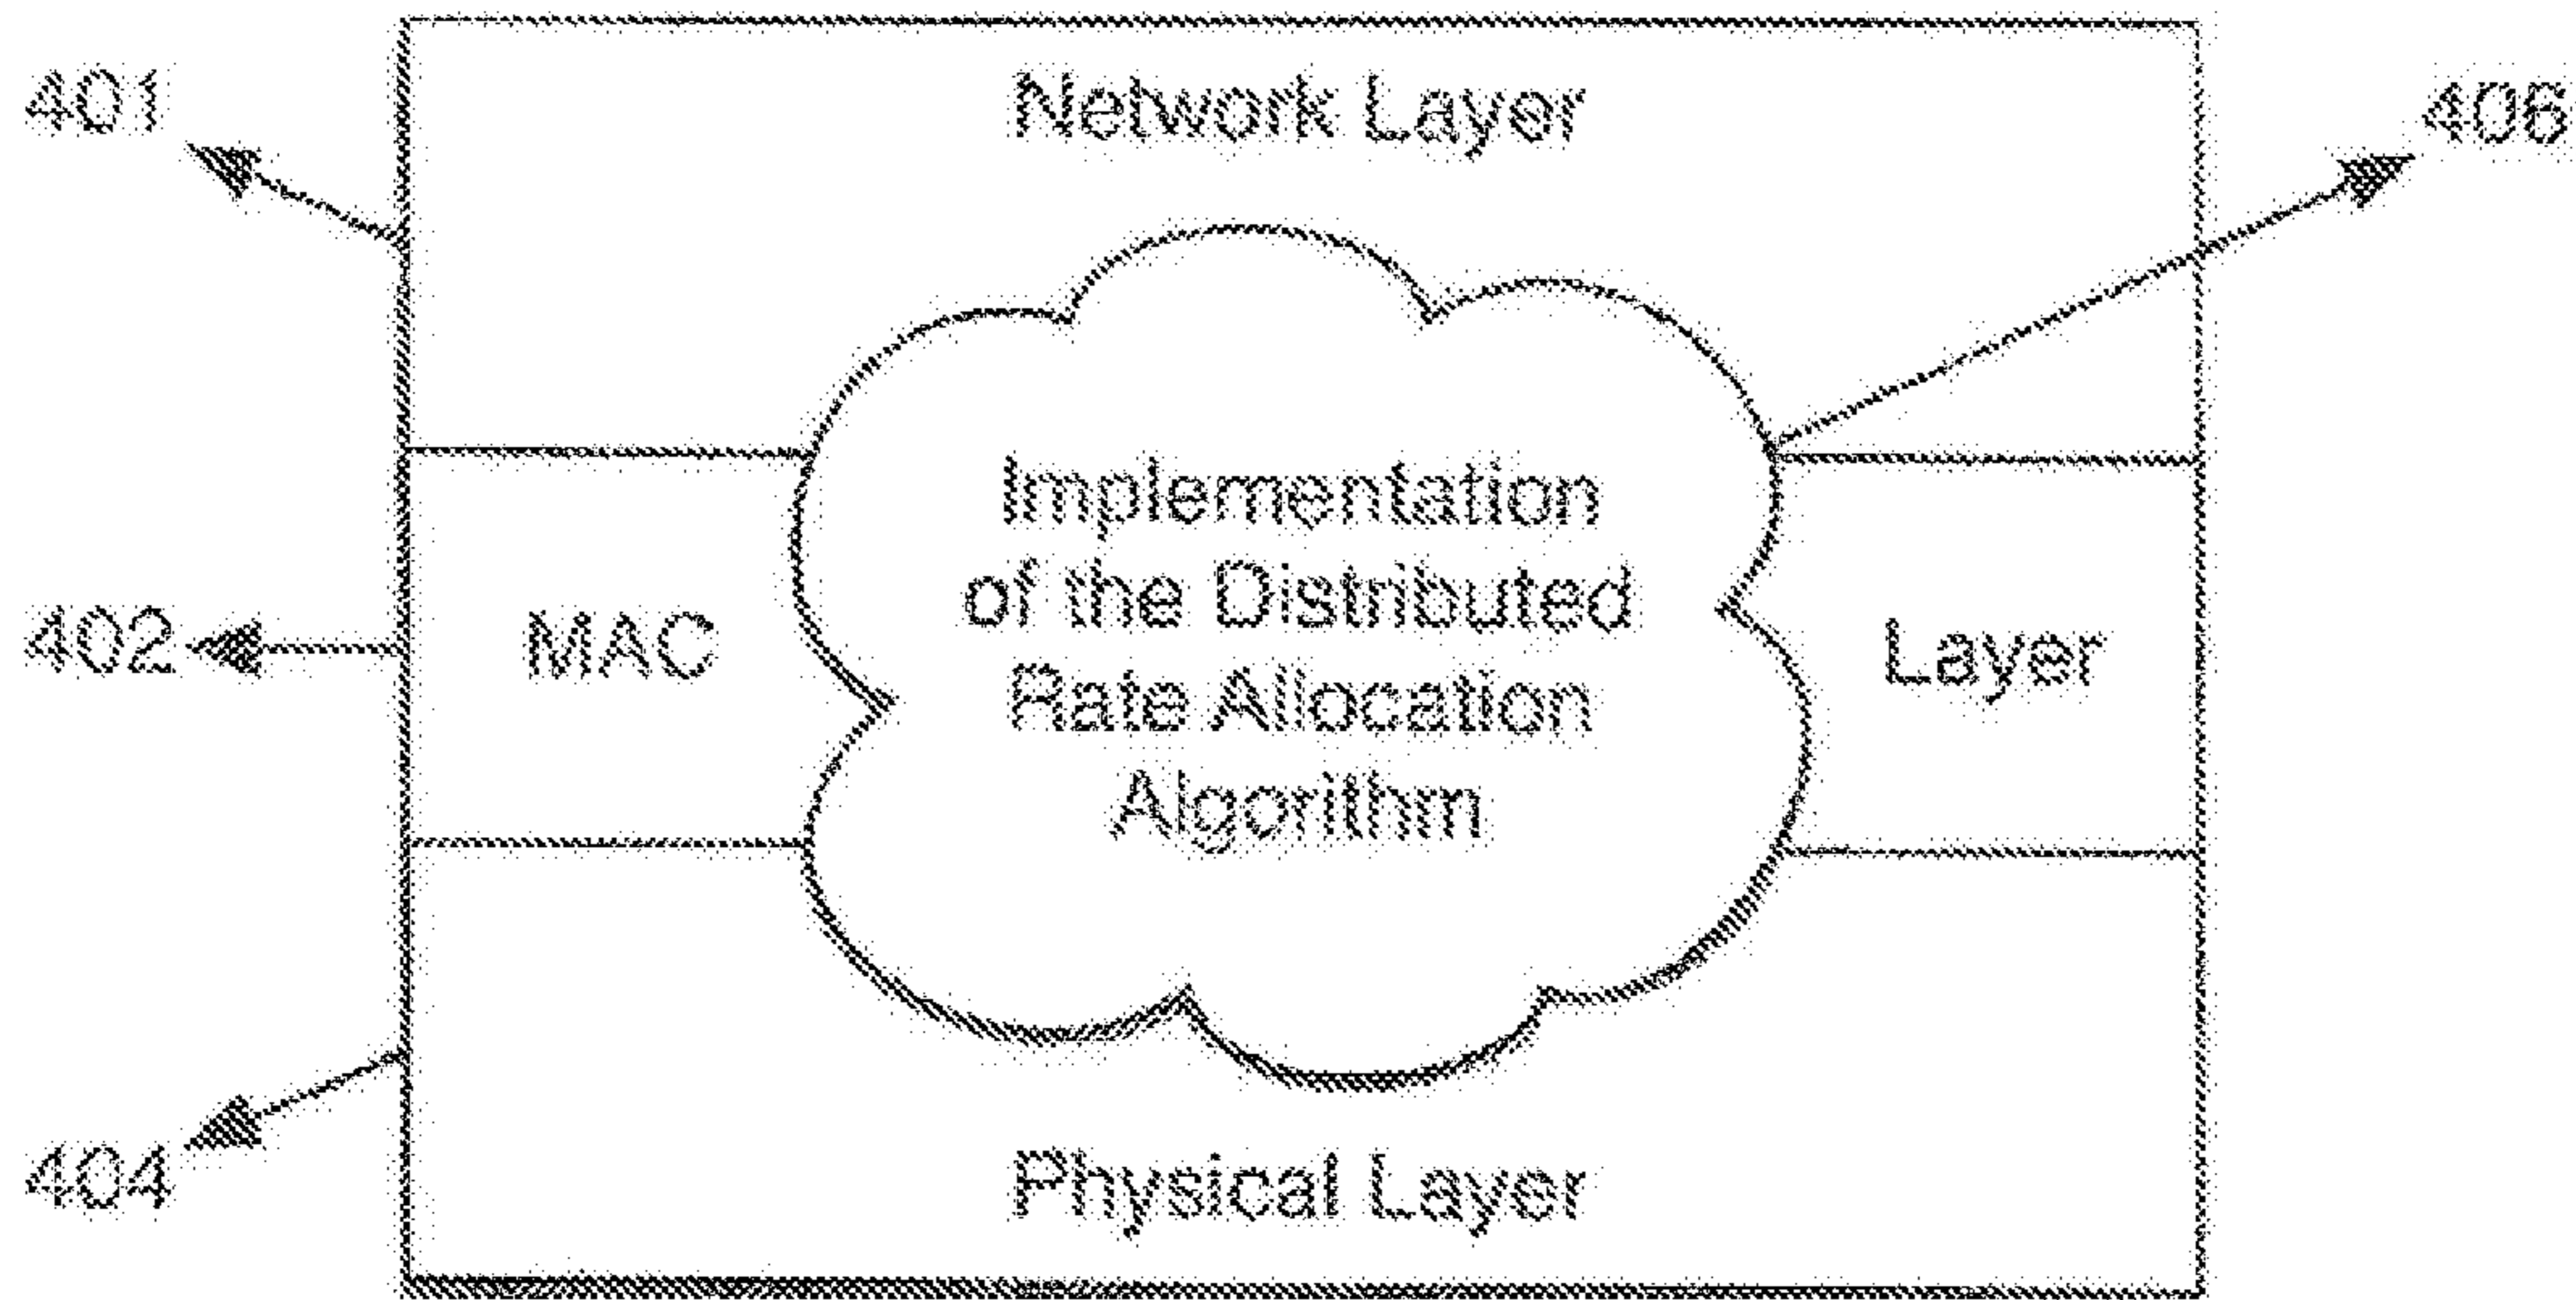 401
Network Layer
406
Implementation
of the Distributed
402
MAC
Rate Allocation
Layer
Algorithm
404
Physical Layer